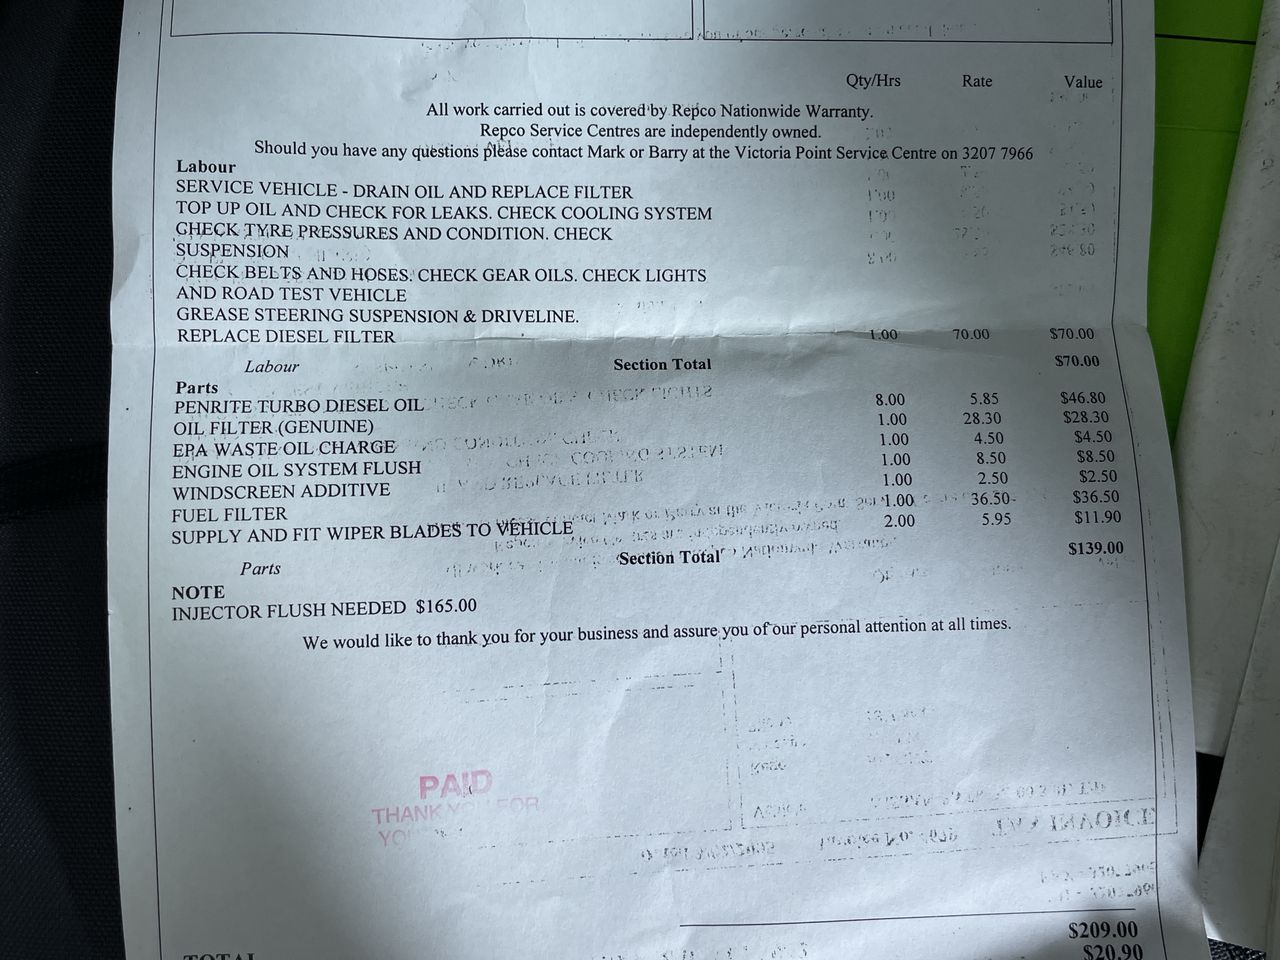 Qty/Hrs Rate Value
All work carried out is covered by Repco Nationwide Warranty.
Repco Service Centres are independently owned.
Should you have any questions please contact Mark or Barry at the Victoria Point Service Centre on 3207 7966
Labour
SERVICE VEHICLE - DRAIN OIL AND REPLACE FILTER
TOP UP OIL AND CHECK FOR LEAKS. CHECK COOLING SYSTEM
CHECK TYRE PRESSURES AND CONDITION. CHECK
SUSPENSION
CHECK BELTS AND HOSES. CHECK GEAR OILS. CHECK LIGHTS
AND ROAD TEST VEHICLE
GREASE STEERING SUSPENSION & DRIVELINE.
REPLACE DIESEL FILTER 1.00 70.00 $70.00
Labour Section Total $70.00
Parts
PENRITE TURBO DIESEL OIL 8.00 5.85 $46.80
OIL FILTER (GENUINE) 1.00 28.30 $28.30
EPA WASTE OIL CHARGE 1.00 4.50 $4.50
ENGINE OIL SYSTEM FLUSH 1.00 8.50 $8.50
WINDSCREEN ADDITIVE 1.00 2.50 $2.50
FUEL FILTER 1.00 36.50 $36.50
SUPPLY AND FIT WIPER BLADES TO VEHICLE 2.00 5.95 $11.90
Parts Section Total $139.00
NOTE
INJECTOR FLUSH NEEDED $165.00
We would like to thank you for your business and assure you of our personal attention at all times.
PAID
THANK YOU FOR
$209.00
TOTAL $20.90